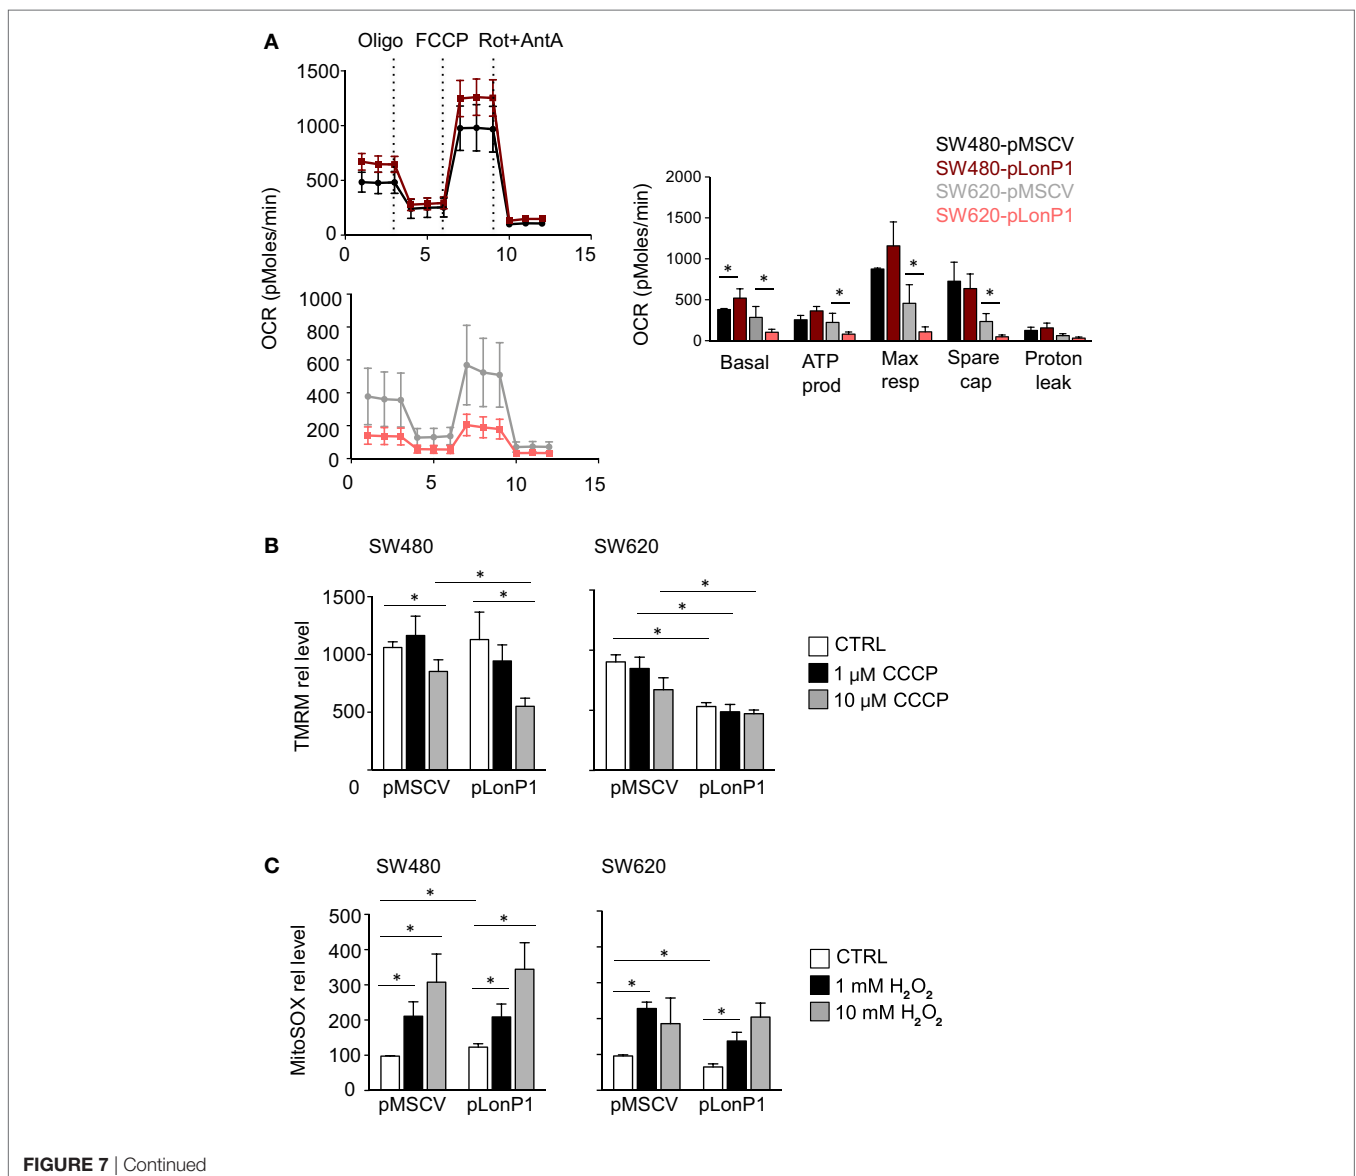 A
Oligo FCCP Rot+AntA
1500
1000
500
0
0 5 10 15
OCR (pMoles/min)
1000
800
600
400
200
0
0 5 10 15
SW480-pMSCV
SW480-pLonP1
SW620-pMSCV
SW620-pLonP1
OCR (pMoles/min)
2000
1500
1000
500
0
* * * * *
Basal ATP prod Max resp Spare cap Proton leak
B
SW480 SW620
TMRM rel level
1500
1000
500
0
* * *
* * *
pMSCV pLonP1 pMSCV pLonP1
CTRL
1 µM CCCP
10 µM CCCP
C
SW480 SW620
MitoSOX rel level
500
400
300
200
100
0
* * * * *
* * *
pMSCV pLonP1 pMSCV pLonP1
CTRL
1 mM H₂O₂
10 mM H₂O₂
FIGURE 7 | Continued